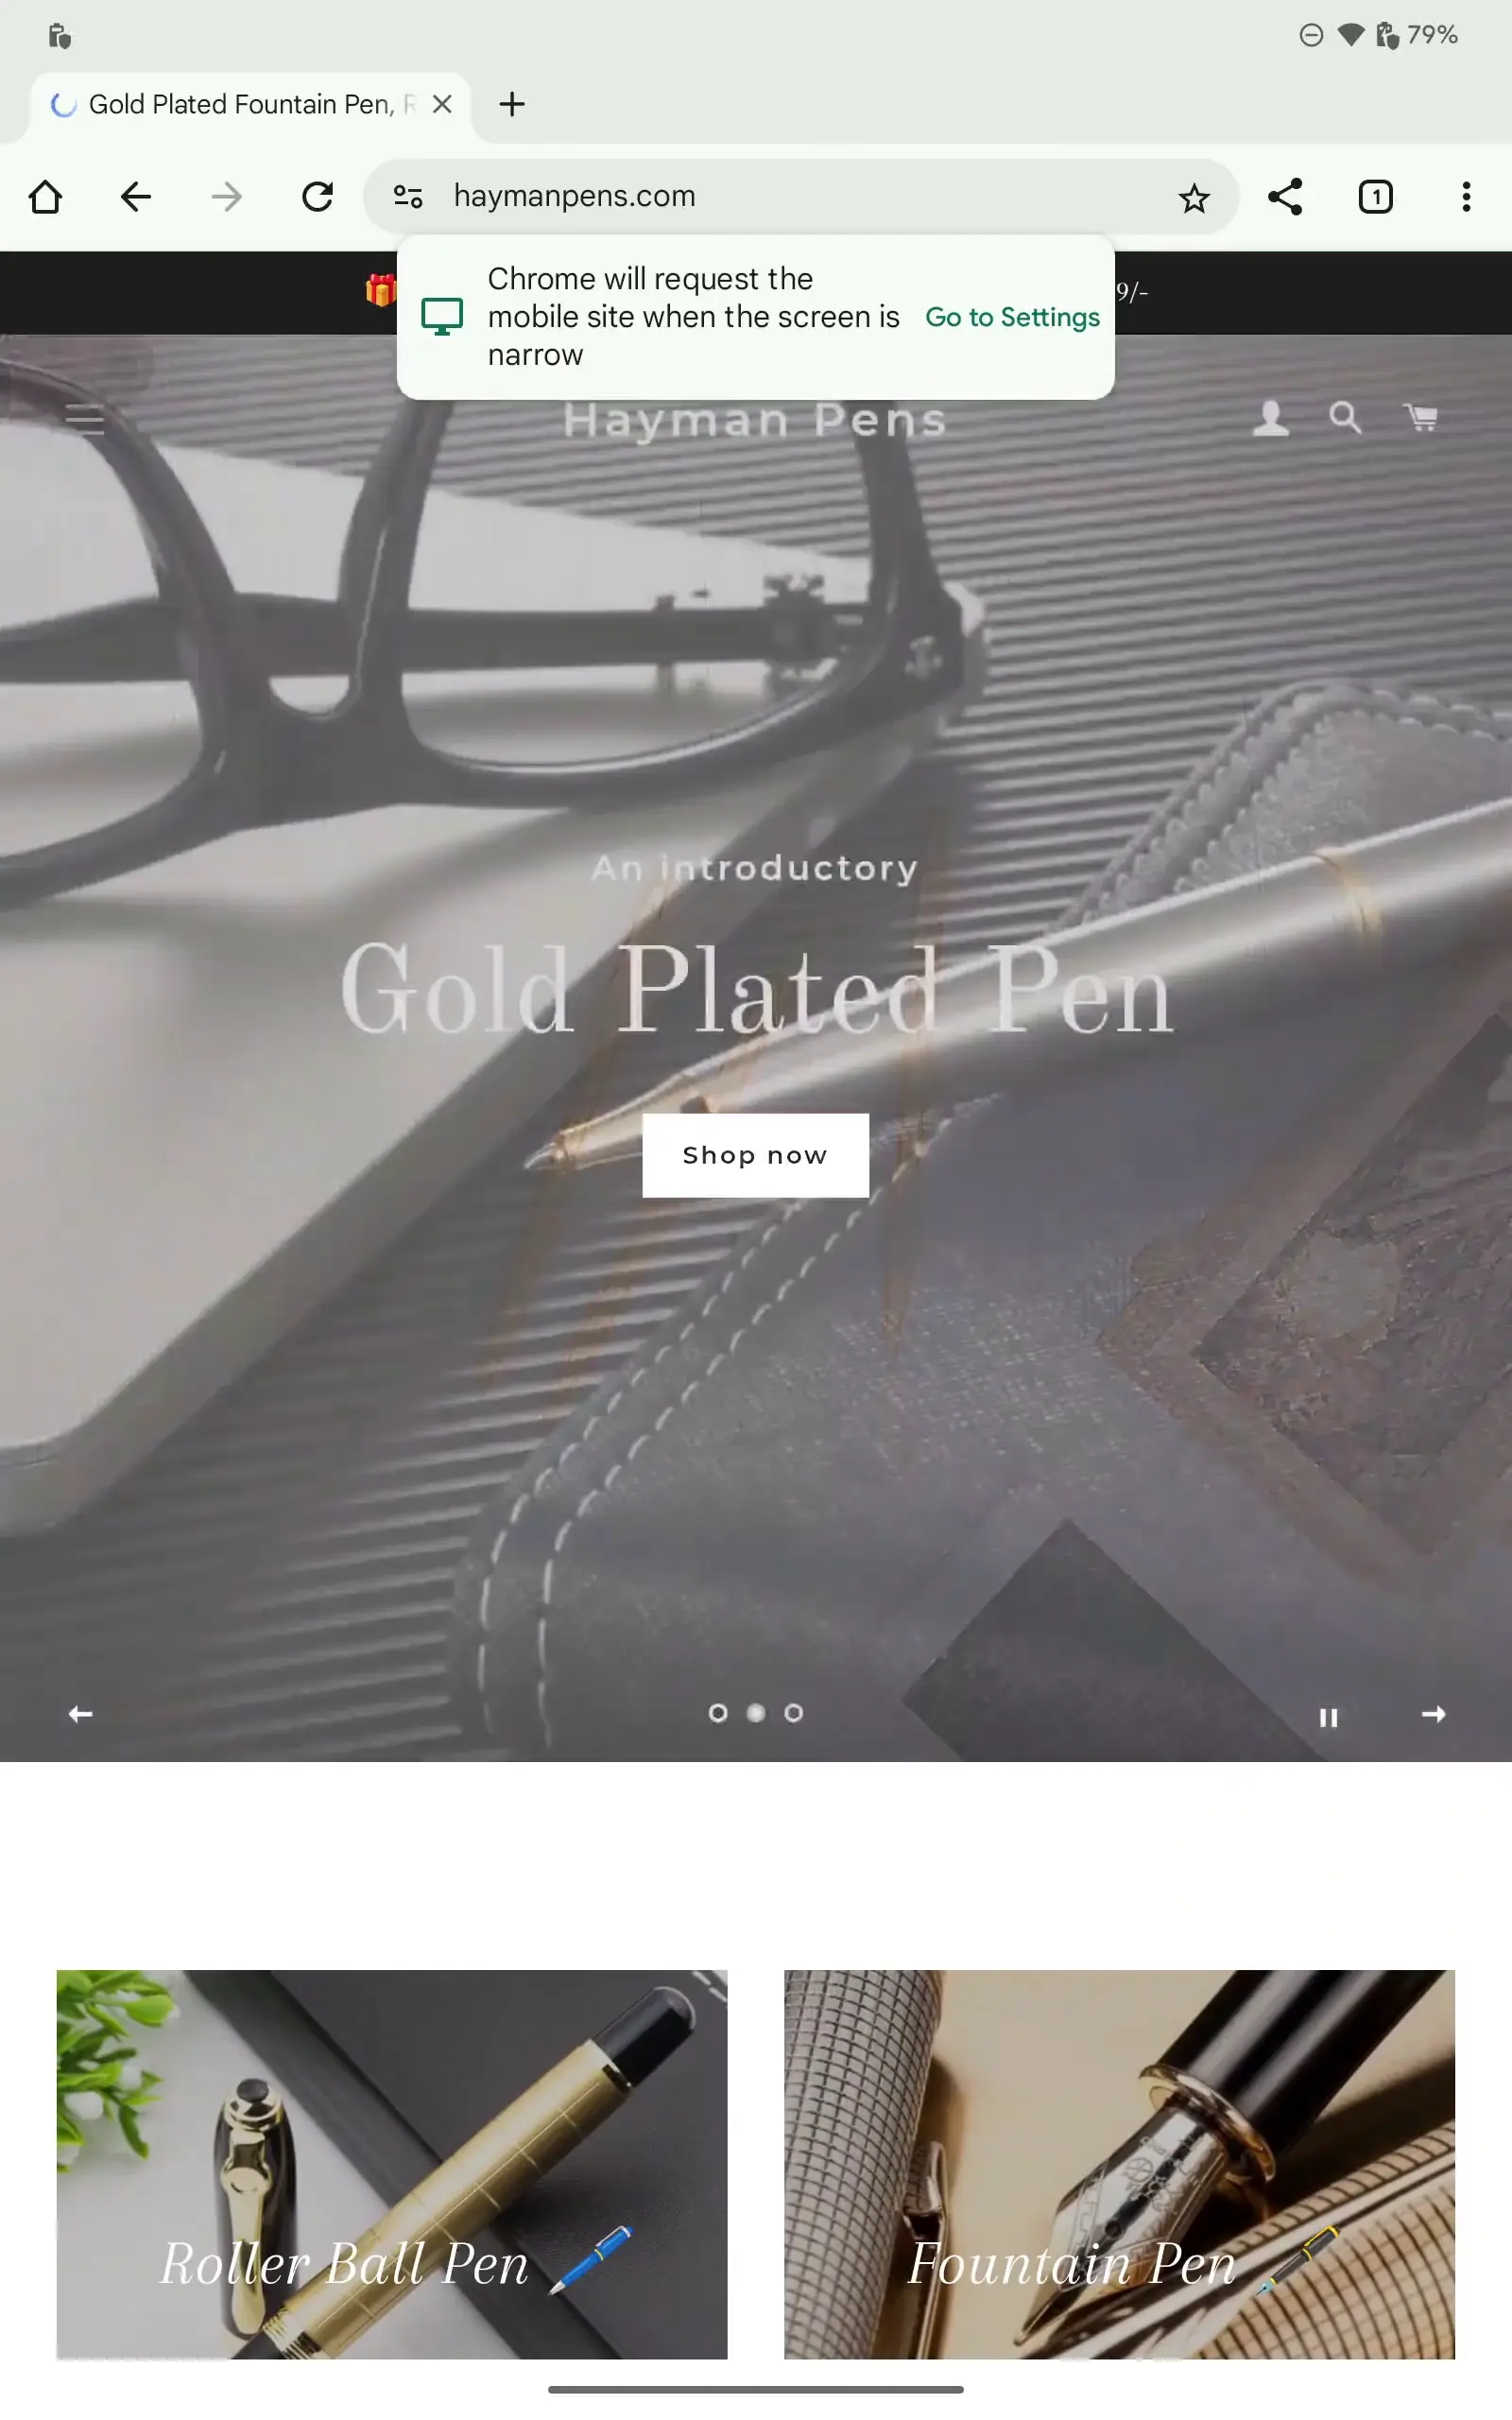 79%
Gold Plated Fountain Pen,
haymanpens.com
1
Chrome will request the
mobile site when the screen is
narrow
Go to Settings
9/-
Hayman Pens
An introductory
Gold Plated Pen
Shop now
Roller Ball Pen
Fountain Pen